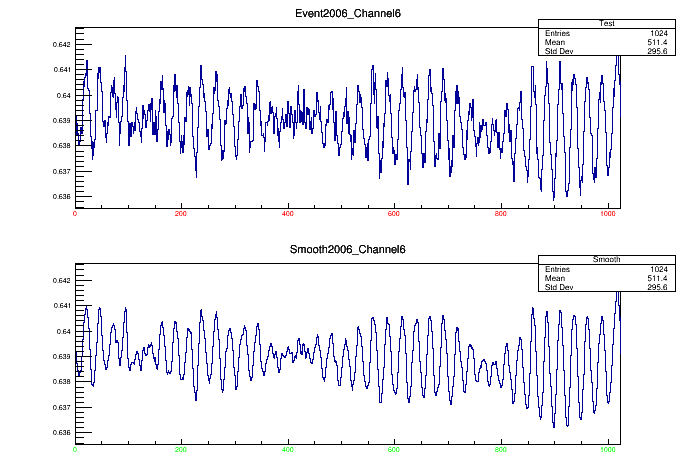 Event2006_Channel6
Test
Entries 1024
Mean 511.4
Std Dev 295.6
0.642
0.641
0.64
0.639
0.638
0.637
0.636
0 200 400 600 800 1000
Smooth2006_Channel6
Smooth
Entries 1024
Mean 511.4
Std Dev 295.6
0.642
0.641
0.64
0.639
0.638
0.637
0.636
0 200 400 600 800 1000